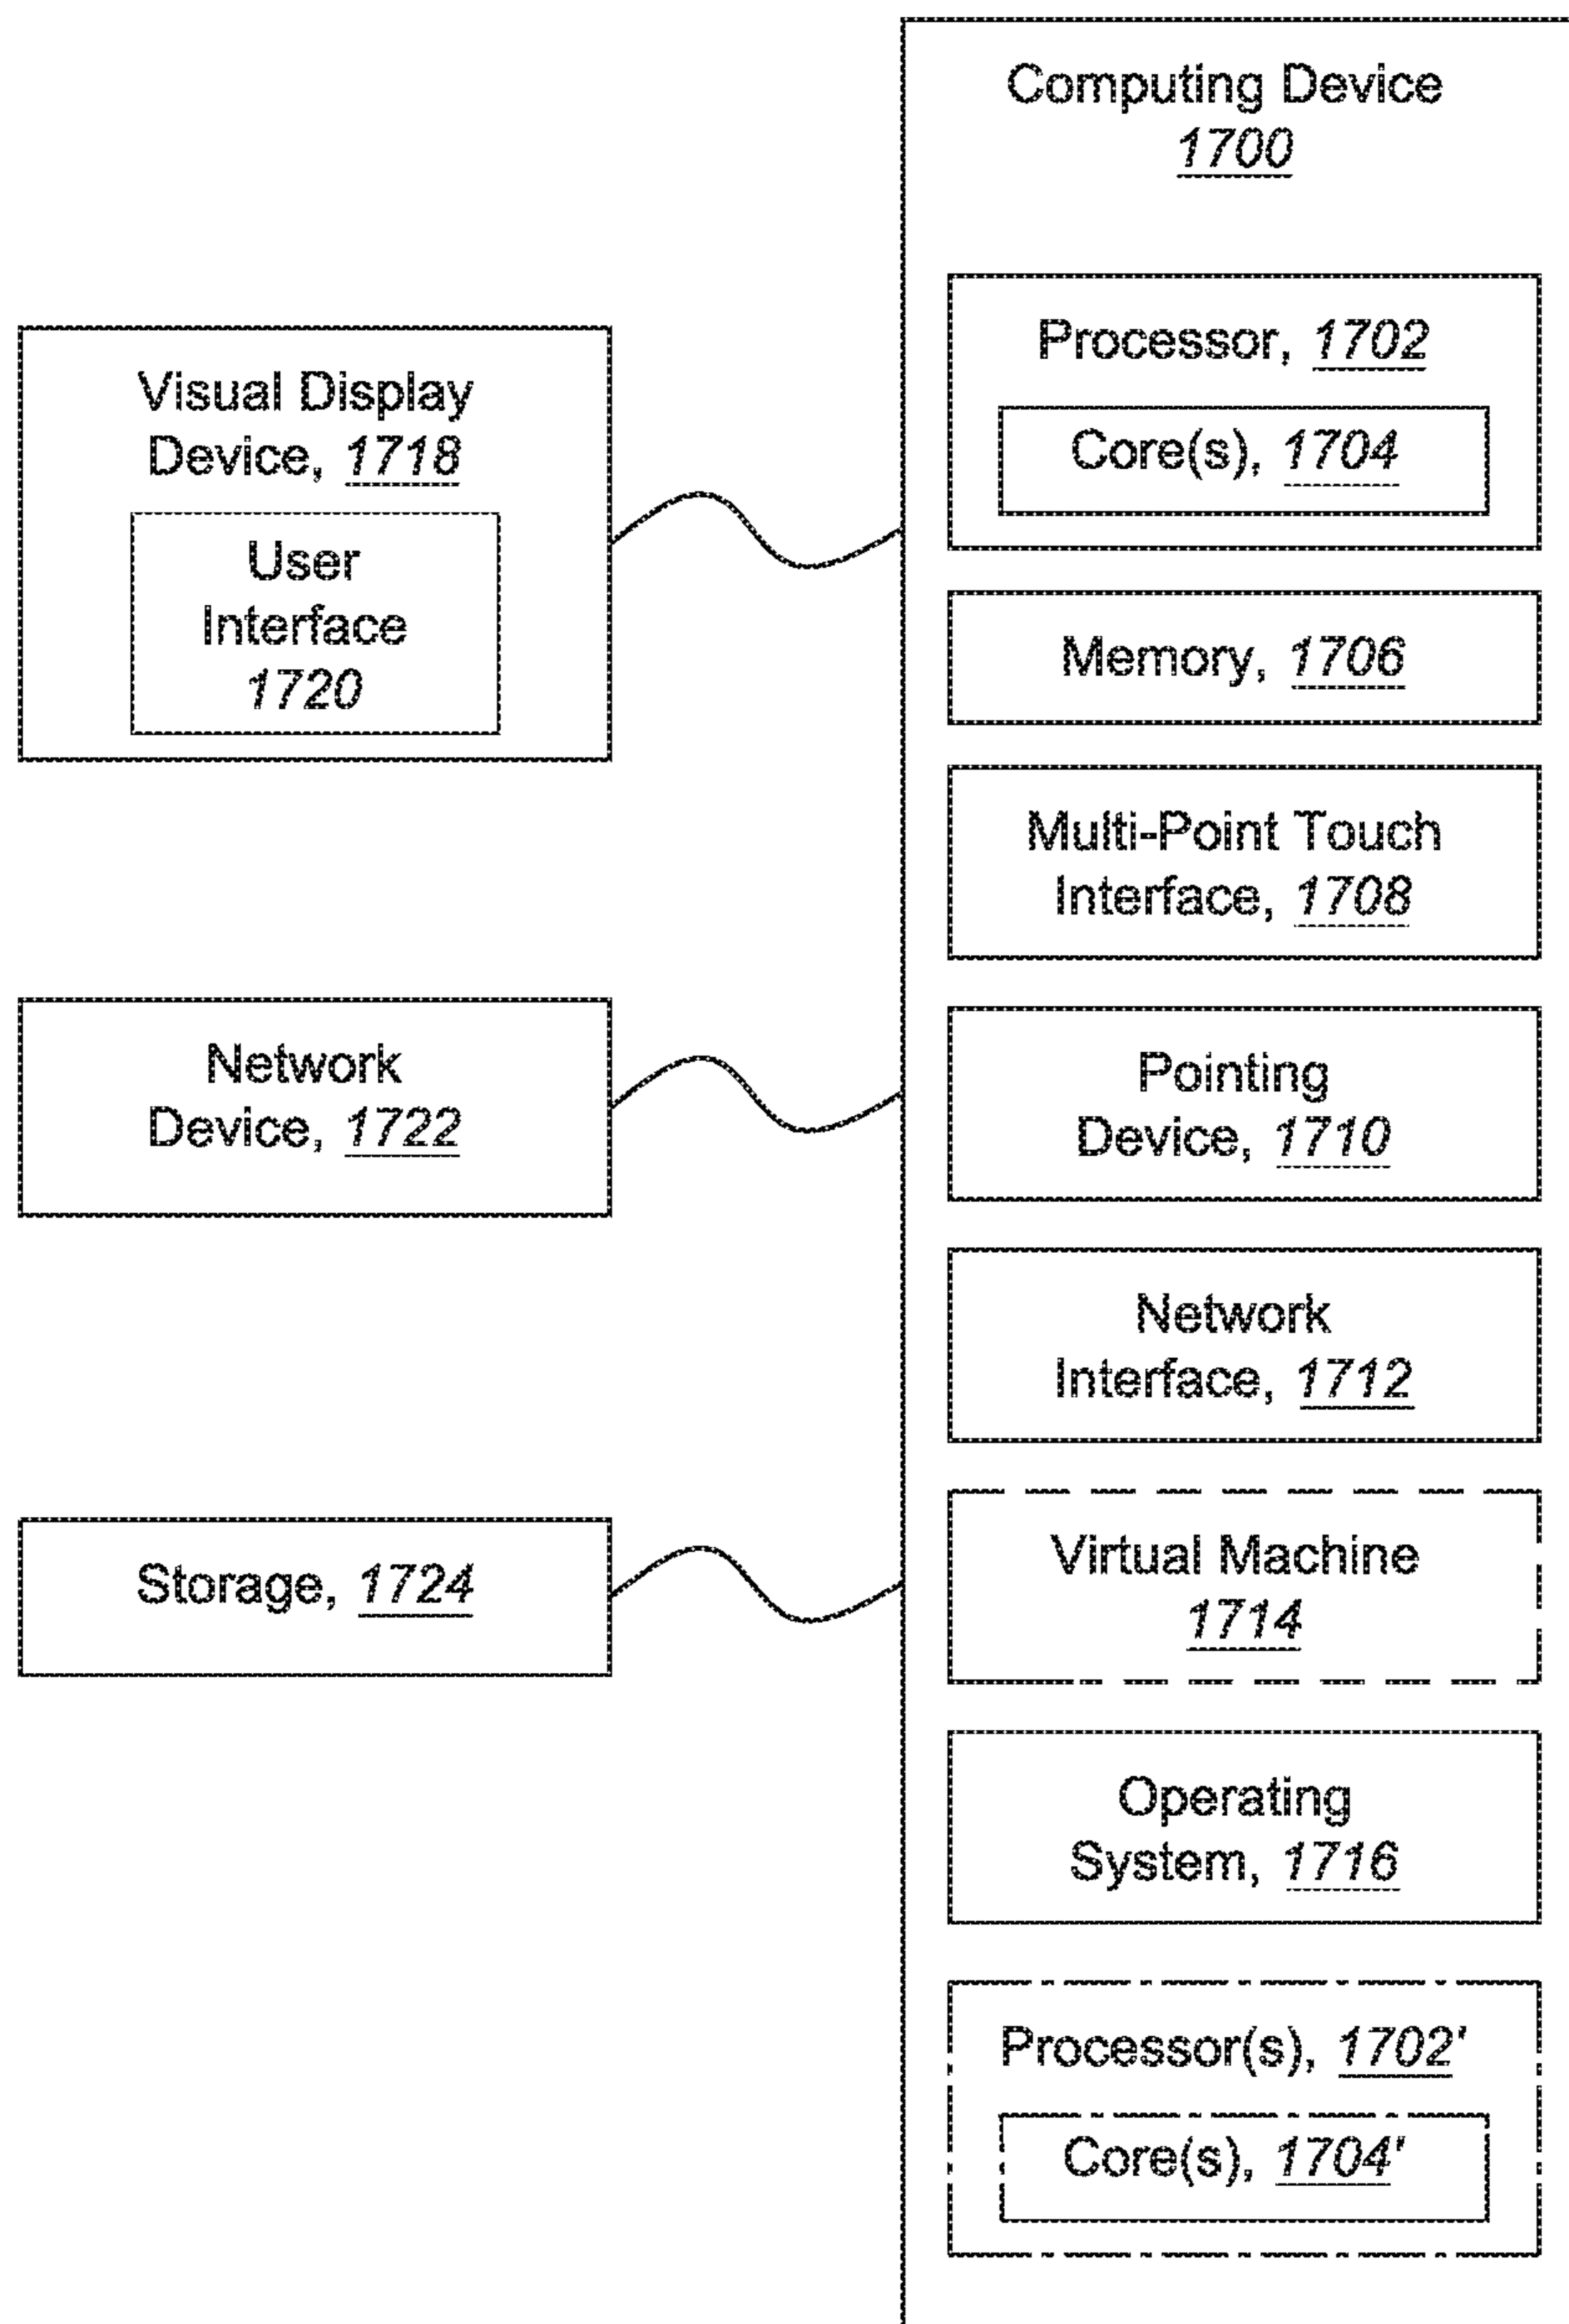 Computing Device
1700
Processor, 1702
Core(s), 1704
Memory, 1706
Multi-Point Touch
Interface, 1708
Pointing
Device, 1710
Network
Interface, 1712
Virtual Machine
1714
Operating
System, 1716
Processor(s), 1702'
Core(s), 1704'
Visual Display
Device, 1718
User
Interface
1720
Network
Device, 1722
Storage, 1724